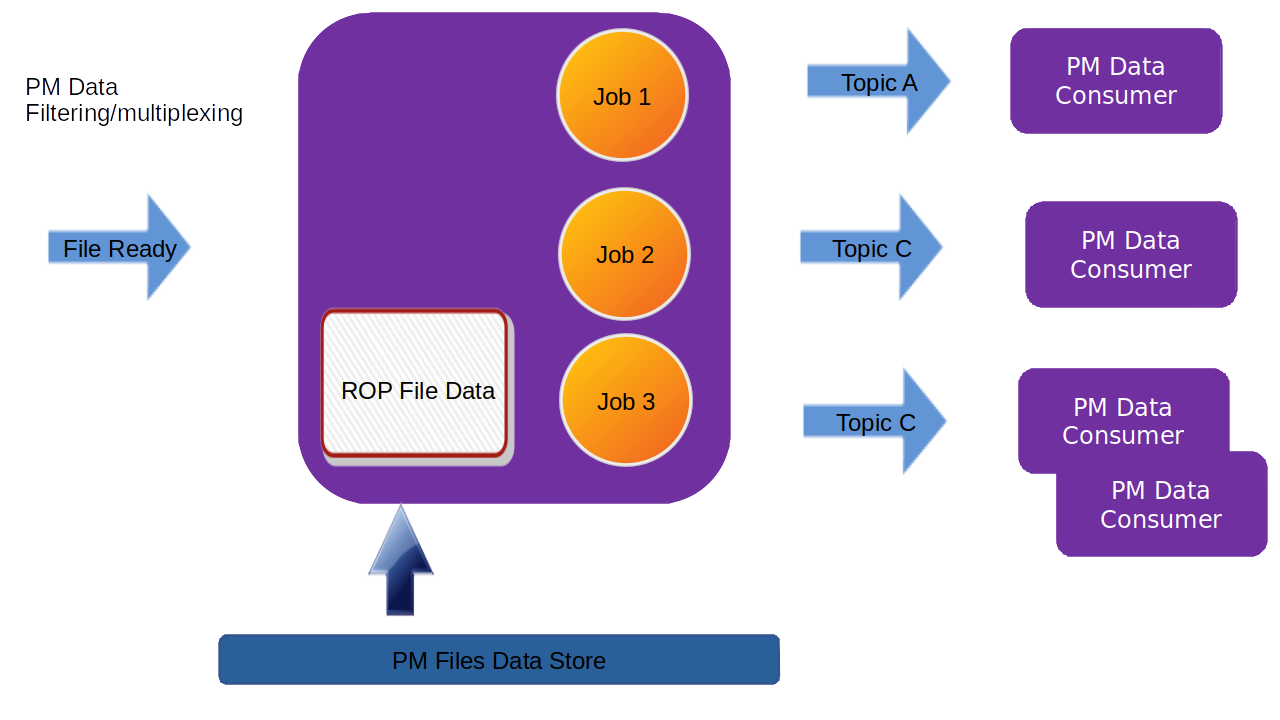 PM Data
Filtering/multiplexing
File Ready
Job 1
Job 2
Job 3
ROP File Data
Topic A
Topic C
Topic C
PM Data
Consumer
PM Data
Consumer
PM Data
Consumer
PM Data
Consumer
PM Files Data Store